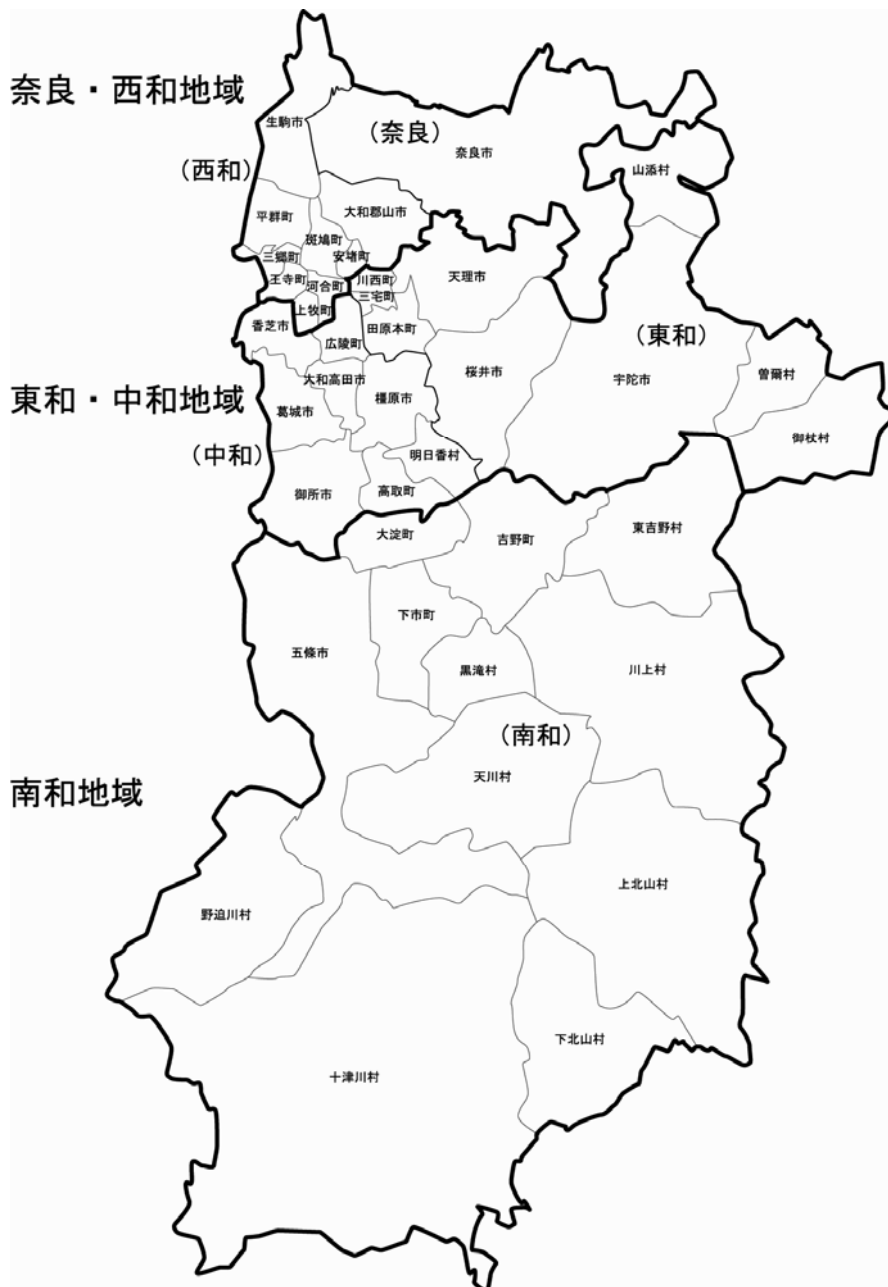 奈良・西和地域
生駒市
（奈良）
奈良市
（西和）
山添村
平群町
大和郡山市
斑鳩町
三郷町
安堵町
王寺町
河合町
川西町
三宅町
天理市
上牧町
香芝市
広陵町
田原本町
（東和）
桜井市
宇陀市
曽爾村
大和高田市
東和・中和地域
葛城市
橿原市
御杖村
（中和）
明日香村
御所市
高取町
大淀町
吉野町
東吉野村
下市町
五條市
黒滝村
川上村
（南和）
天川村
南和地域
上北山村
野迫川村
下北山村
十津川村